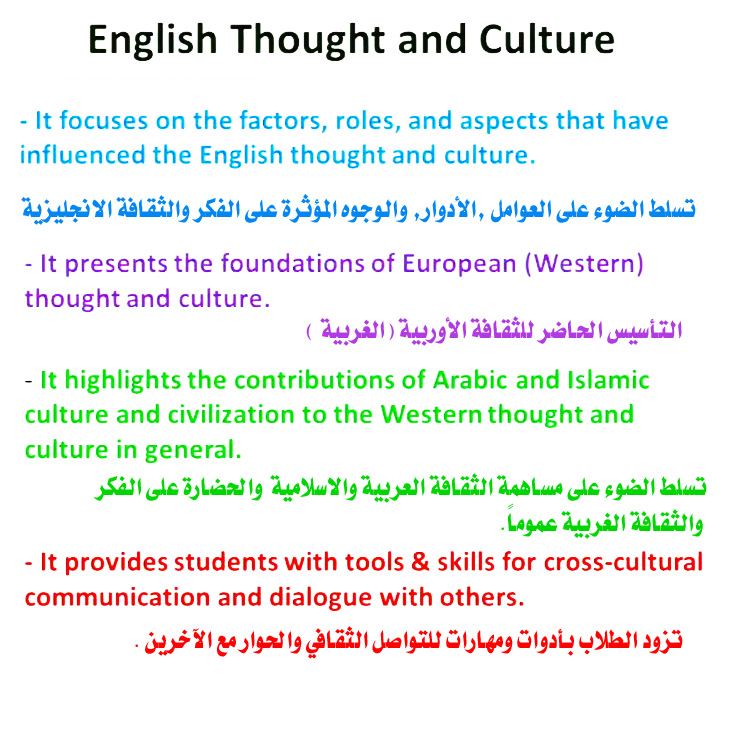 English Thought and Culture
- It focuses on the factors, roles, and aspects that have
influenced the English thought and culture.
تسلط الضوء على العوامل ,الأدوار, والوجوه المؤثرة على الفكر والثقافة الانجليزية
- It presents the foundations of European (Western)
thought and culture.
التأسيس الحاضر للثقافة الأوربية ( الغربية )
- It highlights the contributions of Arabic and Islamic
culture and civilization to the Western thought and
culture in general.
تسلط الضوء على مساهمة الثقافة العربية والاسلامية والحضارة على الفكر
والثقافة الغربية عموماً.
- It provides students with tools & skills for cross-cultural
communication and dialogue with others.
تزود الطلاب بأدوات ومهارات للتواصل الثقافي والحوار مع الآخرين .